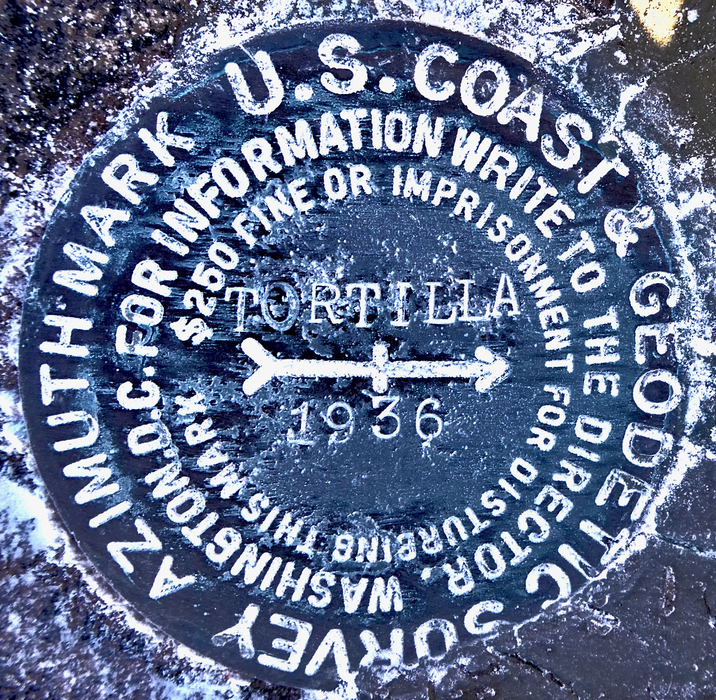 U.S. COAST & GEODETIC SURVEY AZIMUTH MARK
FOR INFORMATION WRITE TO THE DIRECTOR, WASHINGTON, D.C.
$250 FINE OR IMPRISONMENT FOR DISTURBING THIS MARK
TORTILLA
1936